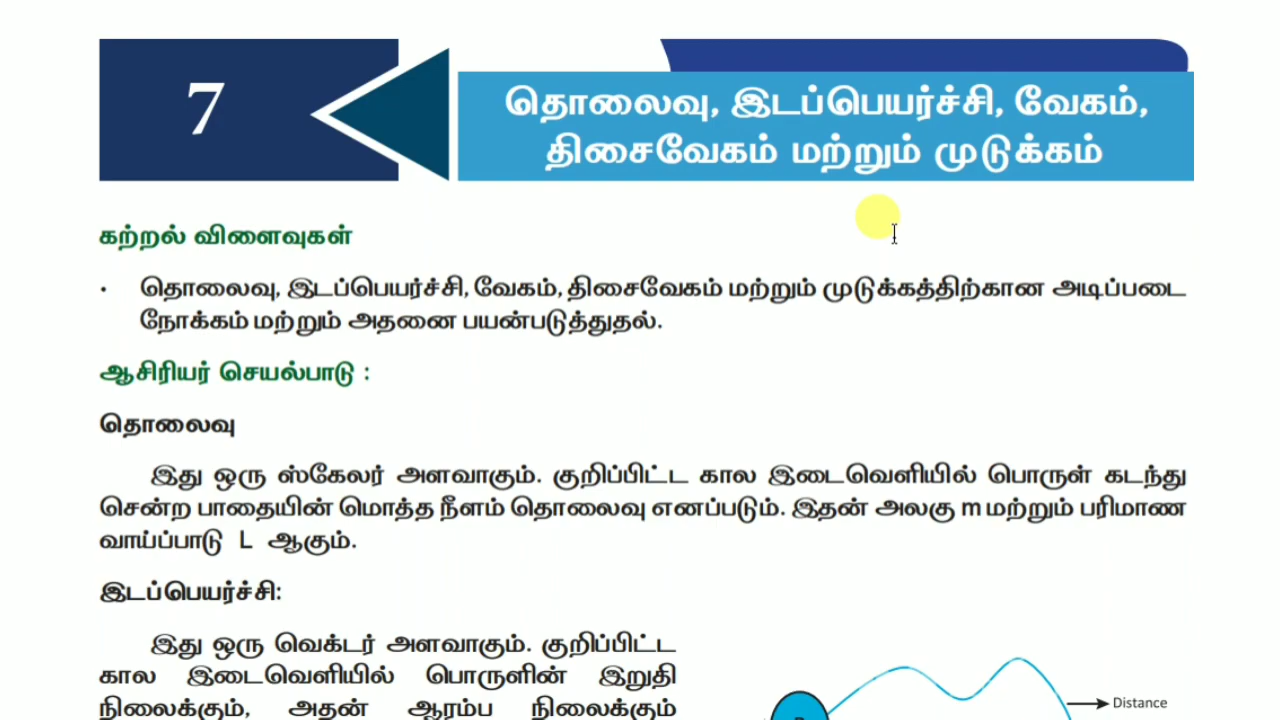 7
தொலைவு, இடப்பெயர்ச்சி, வேகம்,
திசைவேகம் மற்றும் முடுக்கம்
கற்றல் விளைவுகள்
• தொலைவு, இடப்பெயர்ச்சி, வேகம், திசைவேகம் மற்றும் முடுக்கத்திற்கான அடிப்படை
நோக்கம் மற்றும் அதனை பயன்படுத்துதல்.
ஆசிரியர் செயல்பாடு :
தொலைவு
இது ஒரு ஸ்கேலர் அளவாகும். குறிப்பிட்ட கால இடைவெளியில் பொருள் கடந்து
சென்ற பாதையின் மொத்த நீளம் தொலைவு எனப்படும். இதன் அலகு m மற்றும் பரிமாண
வாய்ப்பாடு L ஆகும்.
இடப்பெயர்ச்சி:
இது ஒரு வெக்டர் அளவாகும். குறிப்பிட்ட
கால இடைவெளியில் பொருளின் இறுதி
நிலைக்கும், அதன் ஆரம்ப நிலைக்கும்
Distance